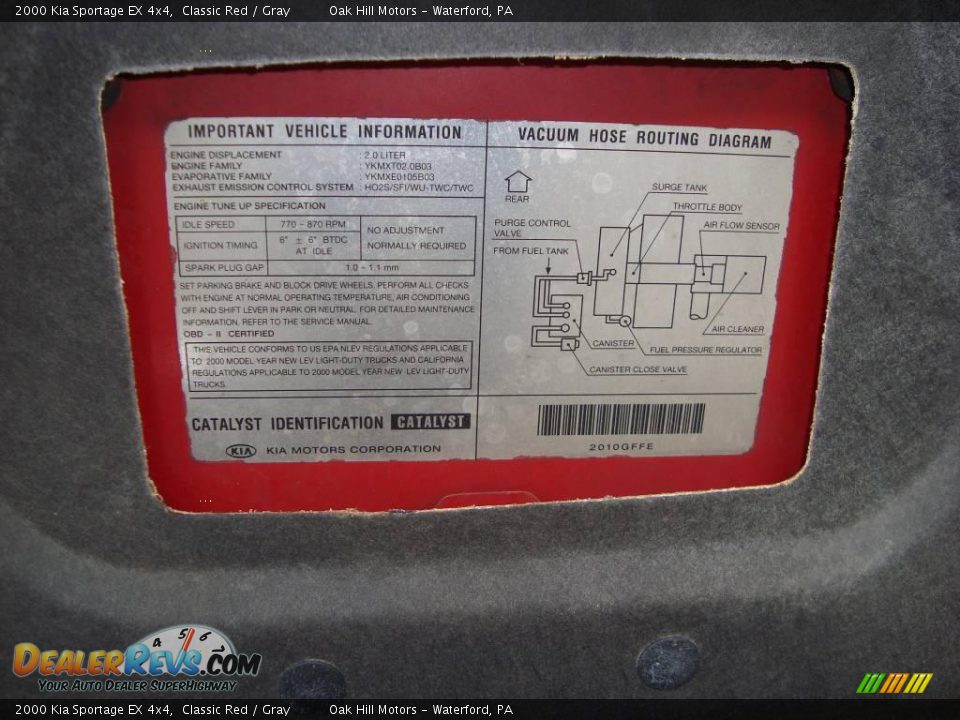 2000 Kia Sportage EX 4x4,  Classic Red / Gray          Oak Hill Motors - Waterford, PA
IMPORTANT VEHICLE INFORMATION
ENGINE DISPLACEMENT : 2.0 LITER
ENGINE FAMILY : YKMXT02.0B03
EVAPORATIVE FAMILY : YKMXE0105B03
EXHAUST EMISSION CONTROL SYSTEM : HO2S/SFI/WU-TWC/TWC
ENGINE TUNE UP SPECIFICATION
IDLE SPEED 770 ~ 870 RPM NO ADJUSTMENT NORMALLY REQUIRED
IGNITION TIMING 6° ± 6° BTDC AT IDLE
SPARK PLUG GAP 1.0 ~ 1.1 mm
SET PARKING BRAKE AND BLOCK DRIVE WHEELS. PERFORM ALL CHECKS
WITH ENGINE AT NORMAL OPERATING TEMPERATURE, AIR CONDITIONING
OFF AND SHIFT LEVER IN PARK OR NEUTRAL. FOR DETAILED MAINTENANCE
INFORMATION, REFER TO THE SERVICE MANUAL.
OBD - II CERTIFIED
THIS VEHICLE CONFORMS TO US EPA NLEV REGULATIONS APPLICABLE
TO 2000 MODEL YEAR NEW LEV LIGHT-DUTY TRUCKS AND CALIFORNIA
REGULATIONS APPLICABLE TO 2000 MODEL YEAR NEW LEV LIGHT-DUTY
TRUCKS
CATALYST IDENTIFICATION CATALYST
KIA KIA MOTORS CORPORATION
VACUUM HOSE ROUTING DIAGRAM
REAR
SURGE TANK
THROTTLE BODY
AIR FLOW SENSOR
PURGE CONTROL
VALVE
FROM FUEL TANK
AIR CLEANER
CANISTER
FUEL PRESSURE REGULATOR
CANISTER CLOSE VALVE
2010GFFE
4 5 6 7
DEALERREVS.COM
YOUR AUTO DEALER SUPERHIGHWAY
2000 Kia Sportage EX 4x4,  Classic Red / Gray          Oak Hill Motors - Waterford, PA